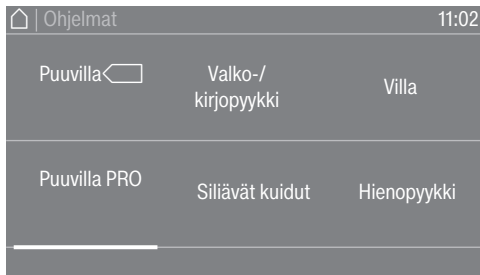 | Ohjelmat 11:02
Puuvilla Valko-/ Villa
kirjopyykki
Puuvilla PRO Siliävät kuidut Hienopyykki